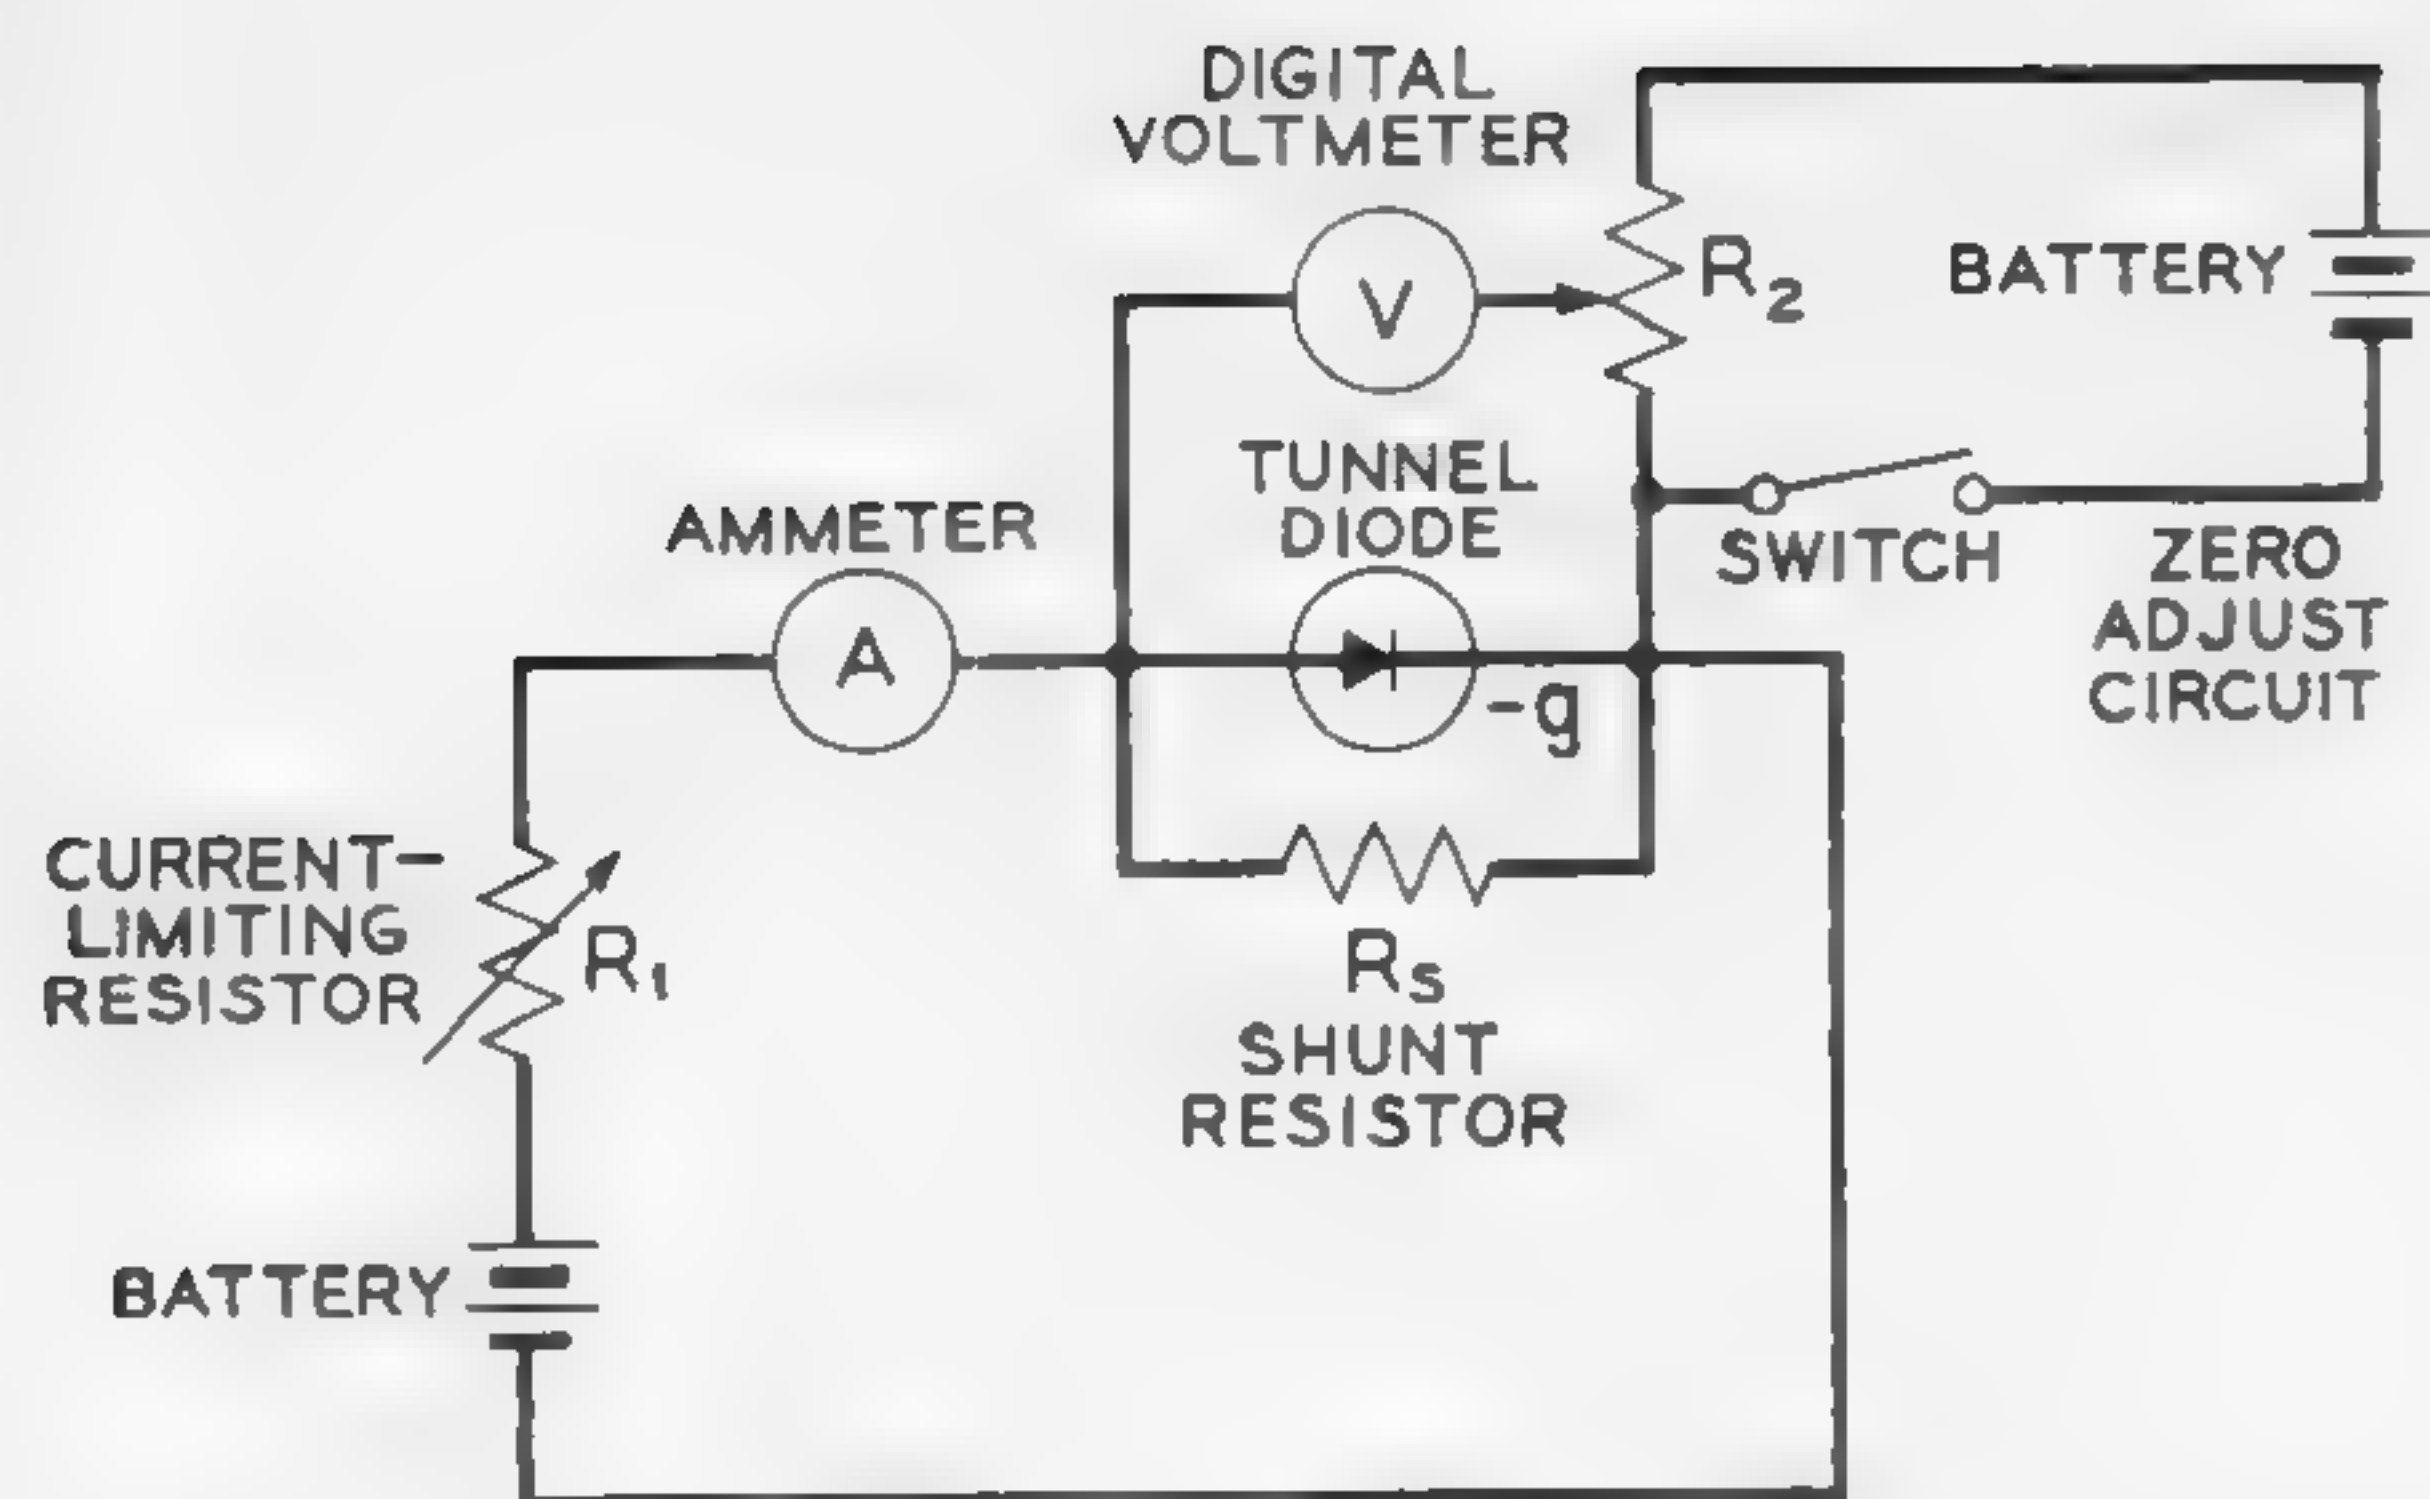 DIGITAL
VOLTMETER
V
R2
BATTERY
TUNNEL
DIODE
SWITCH
ZERO
ADJUST
CIRCUIT
AMMETER
A
-g
CURRENT-
LIMITING
RESISTOR
R1
RS
SHUNT
RESISTOR
BATTERY